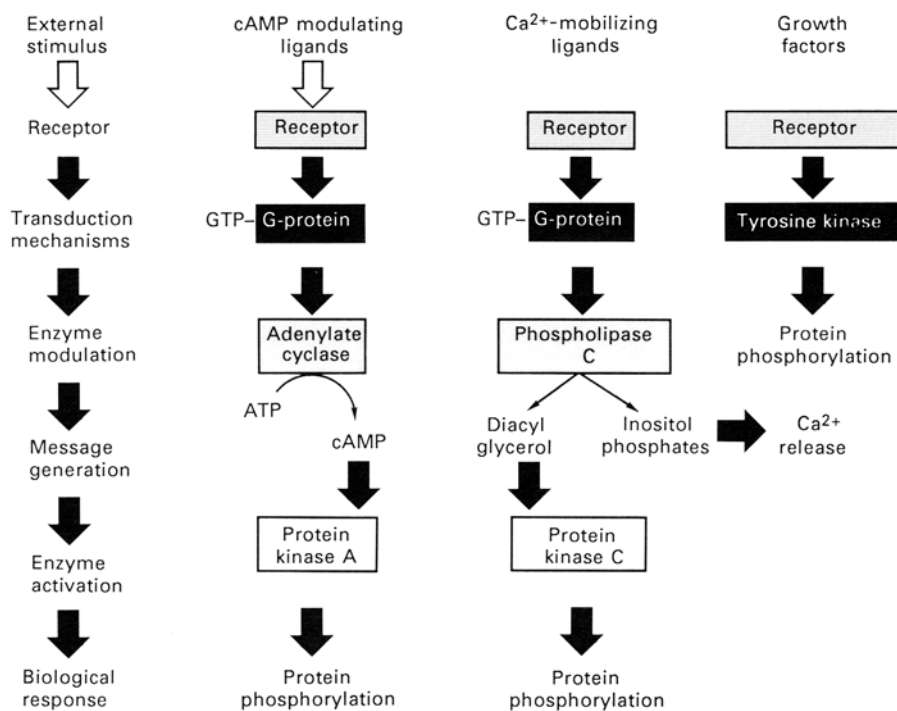 External
stimulus
cAMP modulating
ligands
Ca²⁺-mobilizing
ligands
Growth
factors
Receptor
Receptor
Receptor
Receptor
Transduction
mechanisms
GTP– G-protein
GTP– G-protein
Tyrosine kinase
Enzyme
modulation
Adenylate
cyclase
Phospholipase
C
Protein
phosphorylation
ATP
cAMP
Diacyl
glycerol
Inositol
phosphates
Ca²⁺
release
Message
generation
Protein
kinase A
Protein
kinase C
Enzyme
activation
Biological
response
Protein
phosphorylation
Protein
phosphorylation